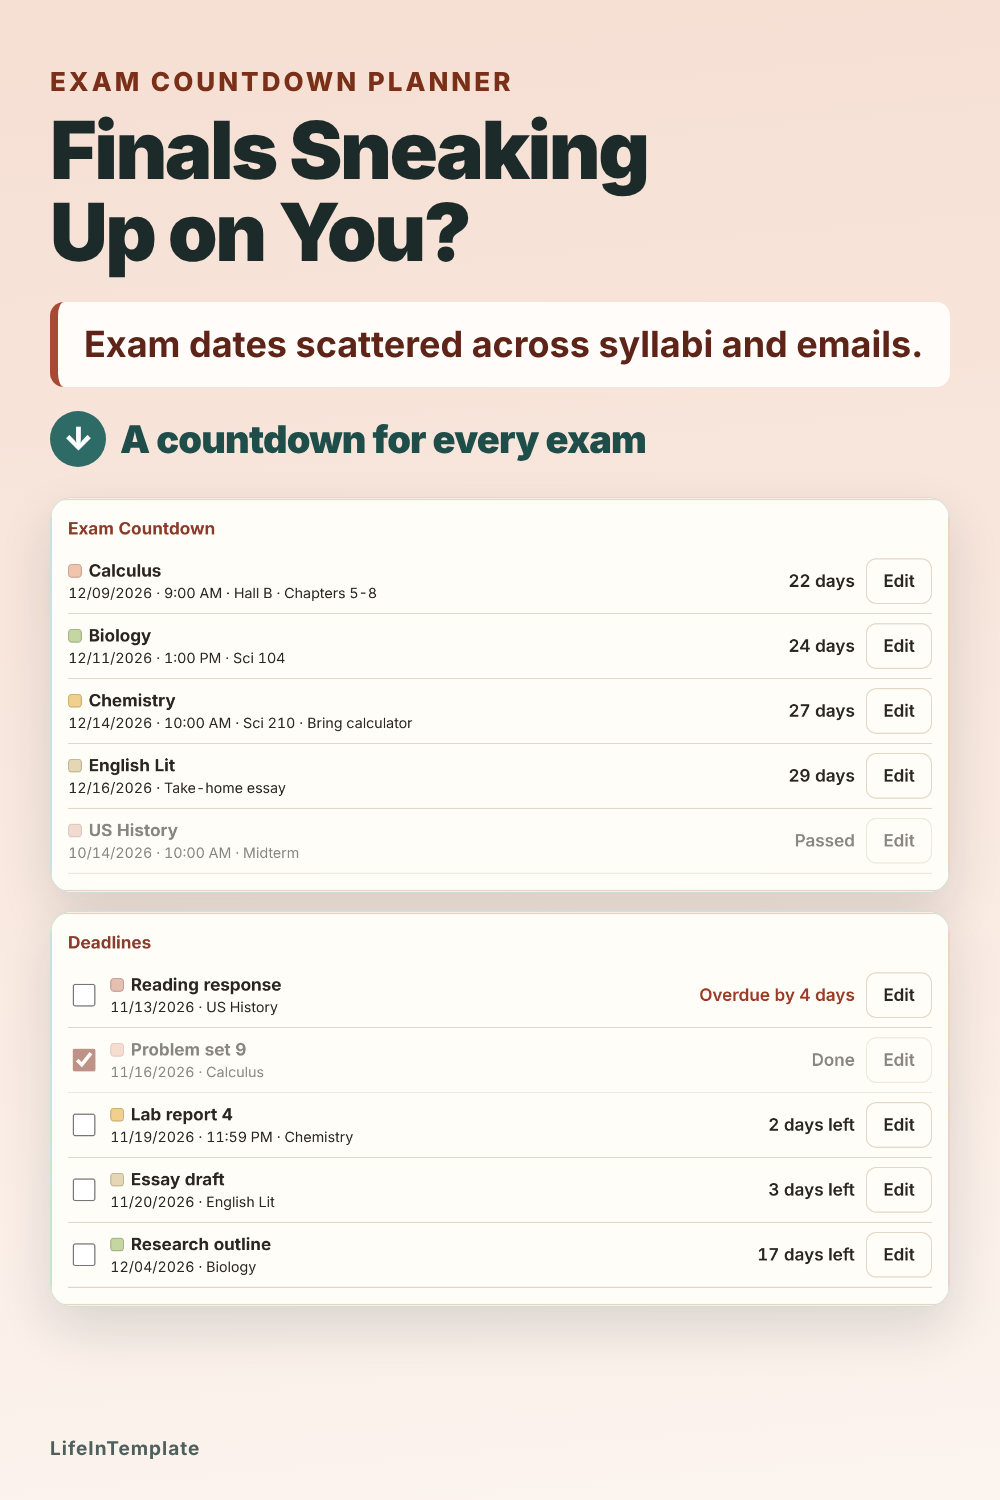 EXAM COUNTDOWN PLANNER
Finals Sneaking
Up on You?
Exam dates scattered across syllabi and emails.
A countdown for every exam
Exam Countdown
Calculus
12/09/2026 · 9:00 AM · Hall B · Chapters 5-8
22 days
Edit
Biology
12/11/2026 · 1:00 PM · Sci 104
24 days
Edit
Chemistry
12/14/2026 · 10:00 AM · Sci 210 · Bring calculator
27 days
Edit
English Lit
12/16/2026 · Take-home essay
29 days
Edit
US History
10/14/2026 · 10:00 AM · Midterm
Passed
Edit
Deadlines
Reading response
11/13/2026 · US History
Overdue by 4 days
Edit
Problem set 9
11/16/2026 · Calculus
Done
Edit
Lab report 4
11/19/2026 · 11:59 PM · Chemistry
2 days left
Edit
Essay draft
11/20/2026 · English Lit
3 days left
Edit
Research outline
12/04/2026 · Biology
17 days left
Edit
LifeInTemplate